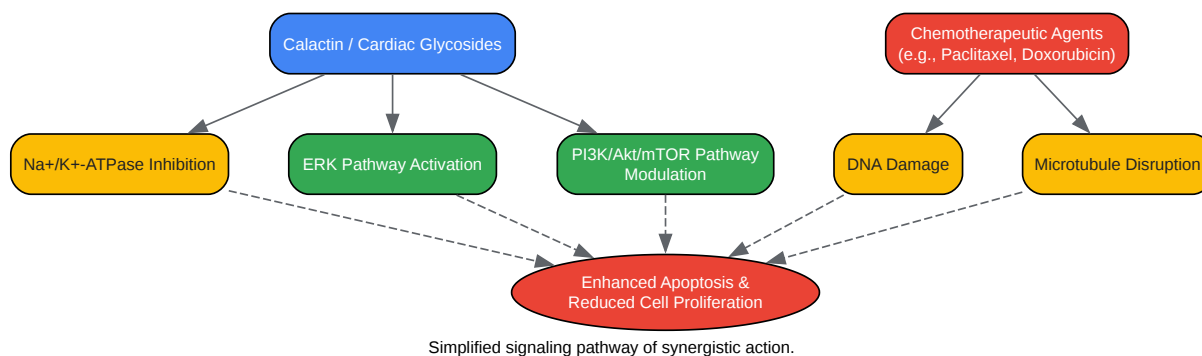 Calactin / Cardiac Glycosides
Chemotherapeutic Agents
(e.g., Paclitaxel, Doxorubicin)
Na+/K+-ATPase Inhibition
ERK Pathway Activation
PI3K/Akt/mTOR Pathway
Modulation
DNA Damage
Microtubule Disruption
Enhanced Apoptosis &
Reduced Cell Proliferation
Simplified signaling pathway of synergistic action.